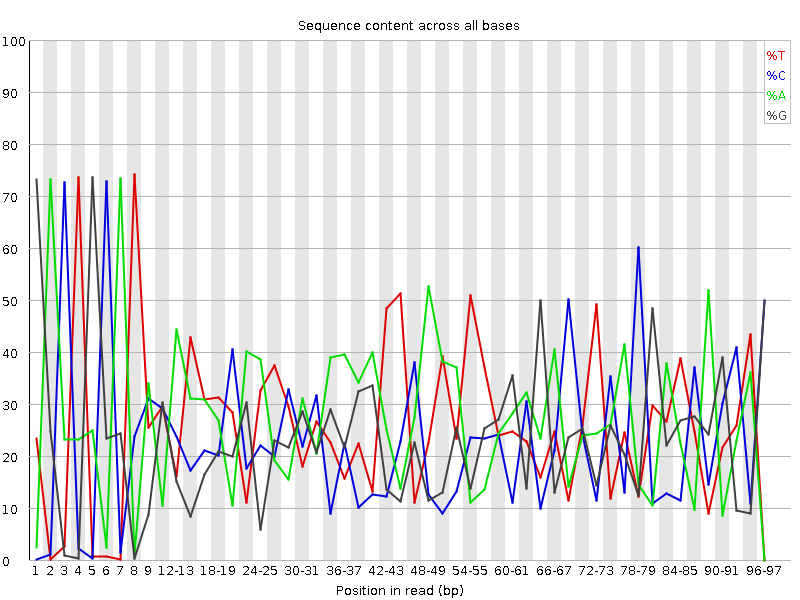 Sequence content across all bases
100
90
80
70
60
50
40
30
20
10
0
%T
%C
%A
%G
1 2 3 4 5 6 7 8 9 12-13 18-19 24-25 30-31 36-37 42-43 48-49 54-55 60-61 66-67 72-73 78-79 84-85 90-91 96-97
Position in read (bp)